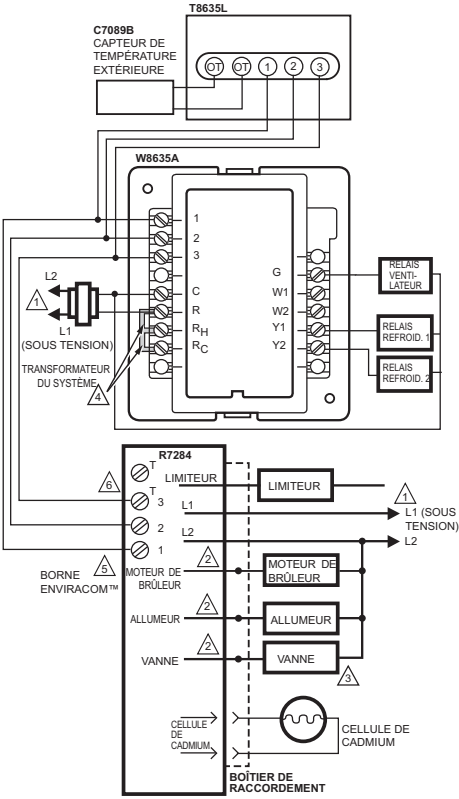 T8635L
C7089B
CAPTEUR DE
TEMPÉRATURE
EXTÉRIEURE
OT OT 1 2 3
W8635A
1
2
3
C
R
RH
RC
G
W1
W2
Y1
Y2
L2
1
L1
(SOUS TENSION)
TRANSFORMATEUR
DU SYSTÈME
4
RELAIS
VENTI-
LATEUR
RELAIS
REFROID. 1
RELAIS
REFROID. 2
R7284
T
T
6
3
2
1
5
BORNE
ENVIRACOM™
LIMITEUR
LIMITEUR
L1
1
L1 (SOUS
TENSION)
L2
L2
2
MOTEUR DE
BRÛLEUR
MOTEUR DE
BRÛLEUR
2
ALLUMEUR
ALLUMEUR
2
VANNE
VANNE
3
CELLULE
DE
CADMIUM
CELLULE DE
CADMIUM
BOÎTIER DE
RACCORDEMENT